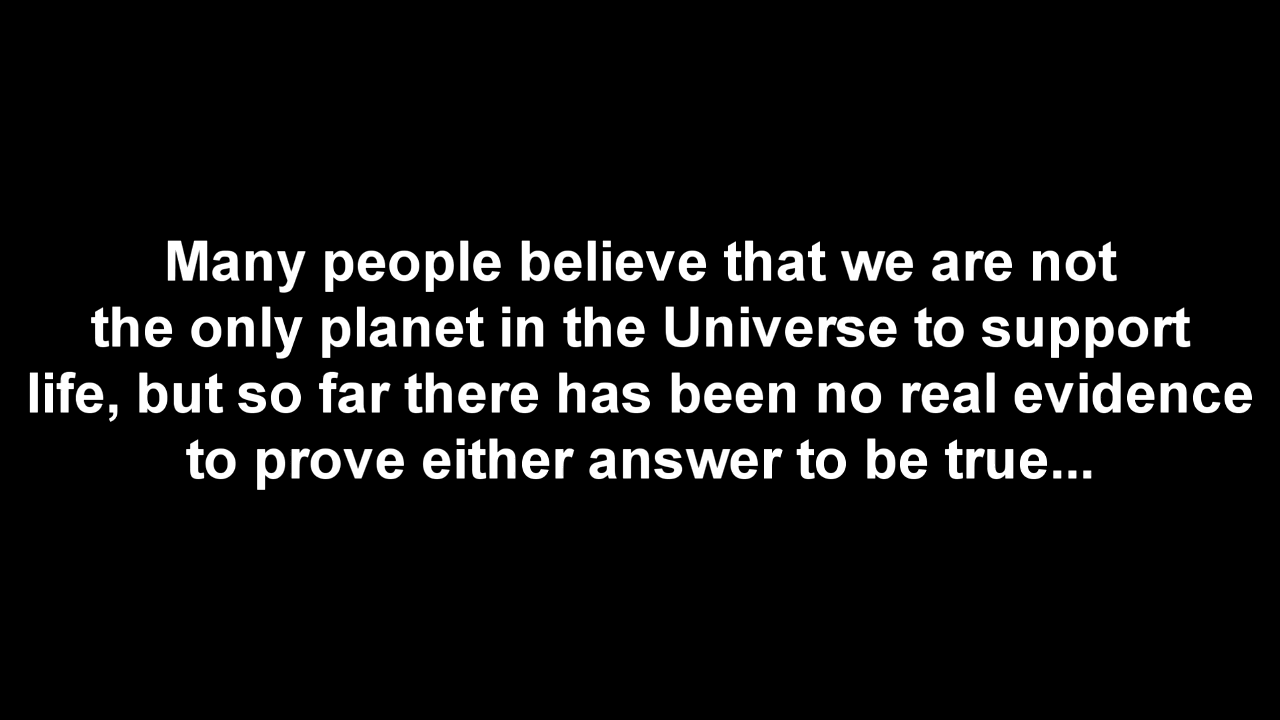 Many people believe that we are not
the only planet in the Universe to support
life, but so far there has been no real evidence
to prove either answer to be true...